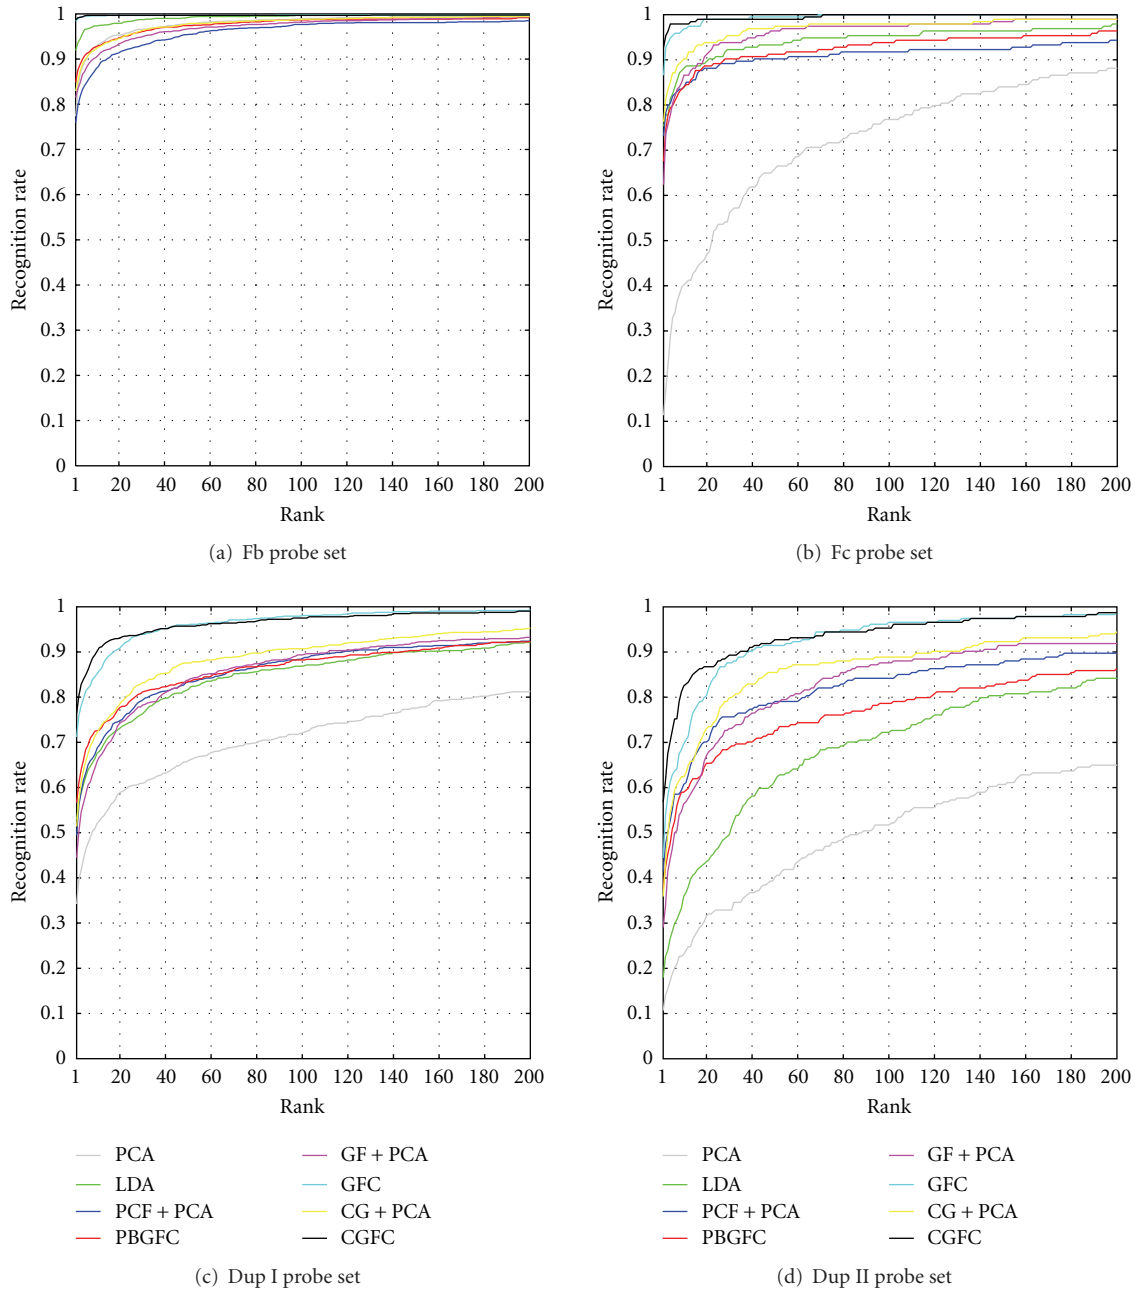 1
0.9
0.8
0.7
0.6
0.5
0.4
0.3
0.2
0.1
0
Recognition rate
1 20 40 60 80 100 120 140 160 180 200
Rank
(a) Fb probe set
1
0.9
0.8
0.7
0.6
0.5
0.4
0.3
0.2
0.1
0
Recognition rate
1 20 40 60 80 100 120 140 160 180 200
Rank
(b) Fc probe set
1
0.9
0.8
0.7
0.6
0.5
0.4
0.3
0.2
0.1
0
Recognition rate
1 20 40 60 80 100 120 140 160 180 200
Rank
PCA
LDA
PCF + PCA
PBGFC
GF + PCA
GFC
CG + PCA
CGFC
(c) Dup I probe set
1
0.9
0.8
0.7
0.6
0.5
0.4
0.3
0.2
0.1
0
Recognition rate
1 20 40 60 80 100 120 140 160 180 200
Rank
PCA
LDA
PCF + PCA
PBGFC
GF + PCA
GFC
CG + PCA
CGFC
(d) Dup II probe set